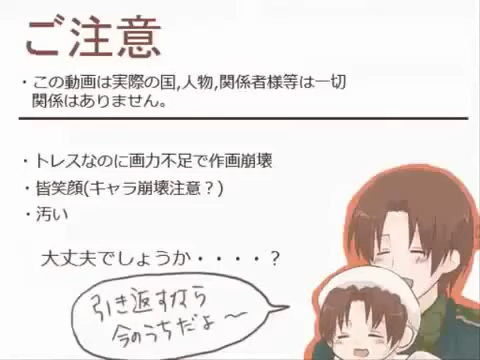 ご注意
・この動画は実際の国,人物,関係者様等は一切
関係はありません。
・トレスなのに画力不足で作画崩壊
・皆笑顔(キャラ崩壊注意？)
・汚い
大丈夫でしょうか・・・・？
引き返すなら
今のうちだよ～